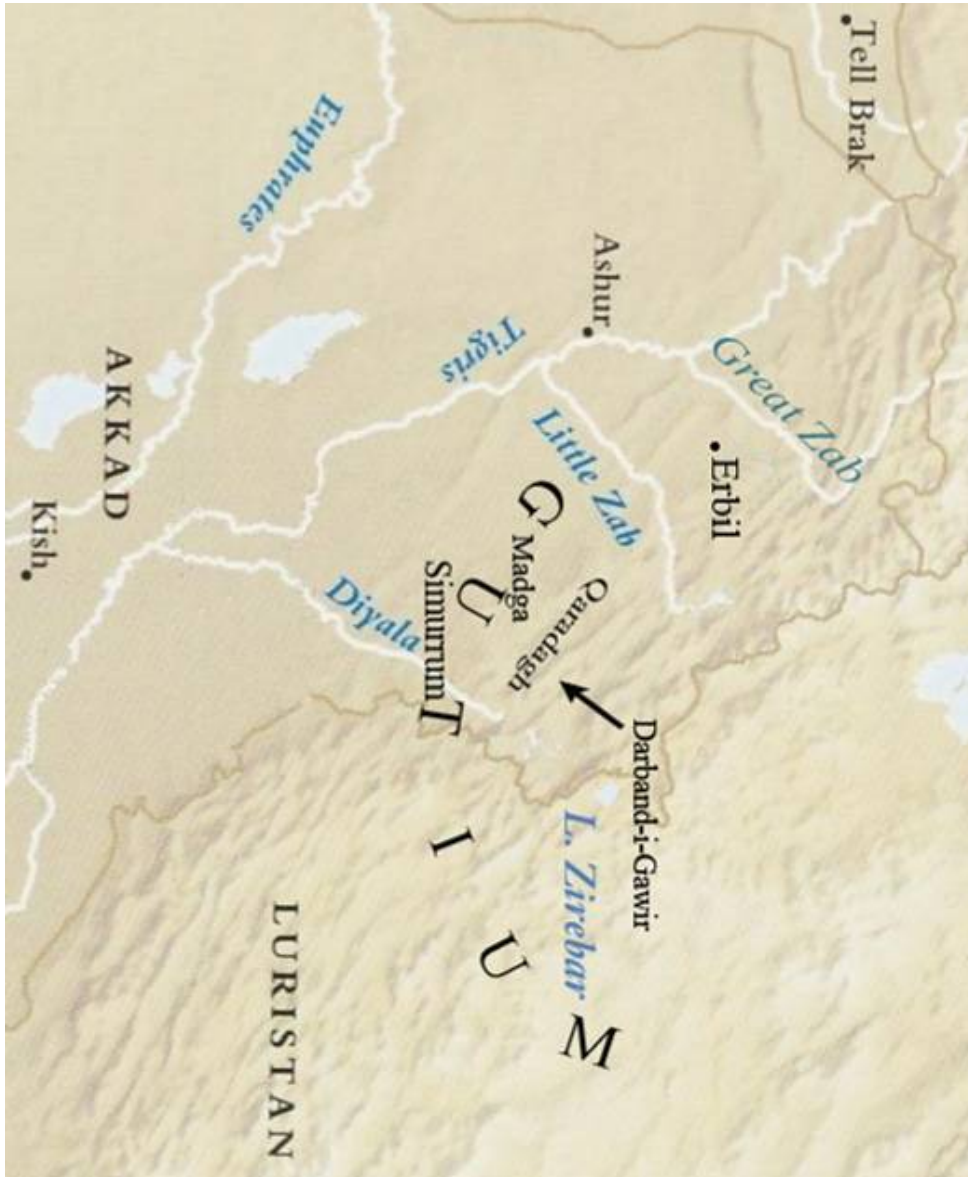 Tell Brak
Great Zab
Erbil
Ashur
Euphrates
Tigris
Little Zab
Qaradagh
Darband-i-Gawir
L. Zirebar
Madga
GUTIUM
Simurrum
Diyala
AKKAD
Kish
LURISTAN